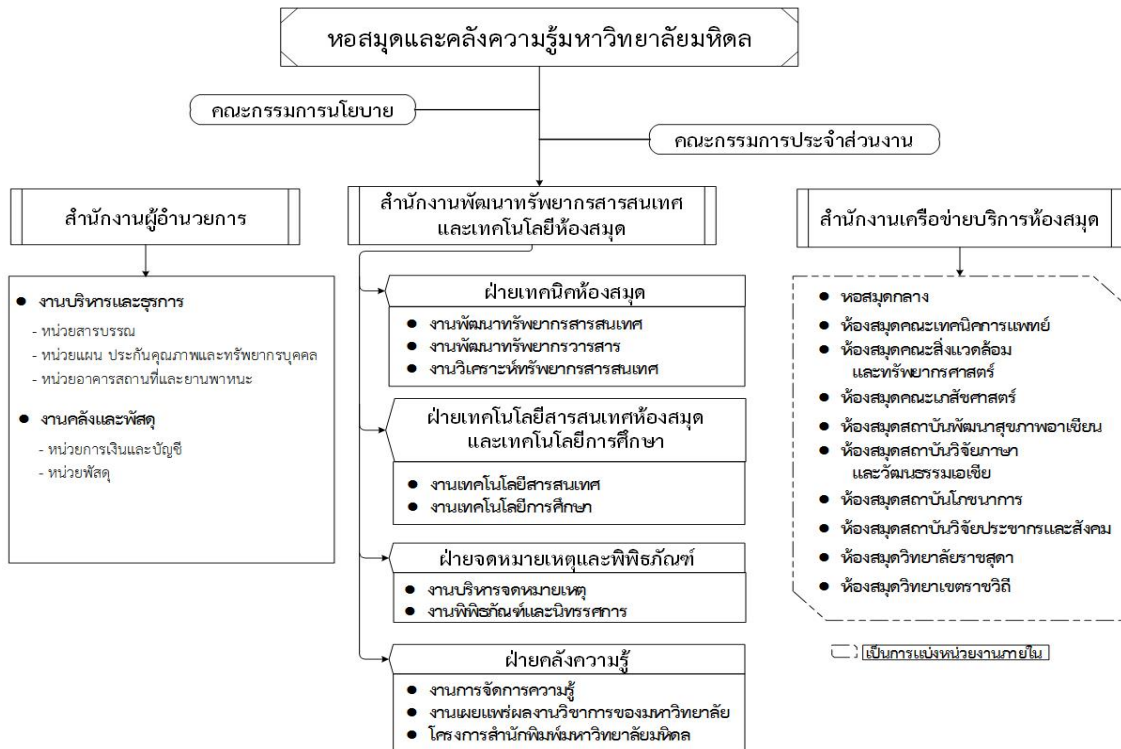 หอสมุดและคลังความรู้มหาวิทยาลัยมหิดล
คณะกรรมการนโยบาย
คณะกรรมการประจำส่วนงาน
สำนักงานผู้อำนวยการ
● งานบริหารและธุรการ
- หน่วยสารบรรณ
- หน่วยแผน ประกันคุณภาพและทรัพยากรบุคคล
- หน่วยอาคารสถานที่และยานพาหนะ
● งานคลังและพัสดุ
- หน่วยการเงินและบัญชี
- หน่วยพัสดุ
สำนักงานพัฒนาทรัพยากรสารสนเทศ
และเทคโนโลยีห้องสมุด
ฝ่ายเทคนิคห้องสมุด
● งานพัฒนาทรัพยากรสารสนเทศ
● งานพัฒนาทรัพยากรวารสาร
● งานวิเคราะห์ทรัพยากรสารสนเทศ
ฝ่ายเทคโนโลยีสารสนเทศห้องสมุด
และเทคโนโลยีการศึกษา
● งานเทคโนโลยีสารสนเทศ
● งานเทคโนโลยีการศึกษา
ฝ่ายจดหมายเหตุและพิพิธภัณฑ์
● งานบริหารจดหมายเหตุ
● งานพิพิธภัณฑ์และนิทรรศการ
ฝ่ายคลังความรู้
● งานการจัดการความรู้
● งานเผยแพร่ผลงานวิชาการของมหาวิทยาลัย
● โครงการสำนักพิมพ์มหาวิทยาลัยมหิดล
สำนักงานเครือข่ายบริการห้องสมุด
● หอสมุดกลาง
● ห้องสมุดคณะเทคนิคการแพทย์
● ห้องสมุดคณะสิ่งแวดล้อม
และทรัพยากรศาสตร์
● ห้องสมุดคณะเภสัชศาสตร์
● ห้องสมุดสถาบันพัฒนาสุขภาพอาเซียน
● ห้องสมุดสถาบันวิจัยภาษา
และวัฒนธรรมเอเชีย
● ห้องสมุดสถาบันโภชนาการ
● ห้องสมุดสถาบันวิจัยประชากรและสังคม
● ห้องสมุดวิทยาลัยราชสุดา
● ห้องสมุดวิทยาเขตราชวิถี
เป็นการแบ่งหน่วยงานภายใน